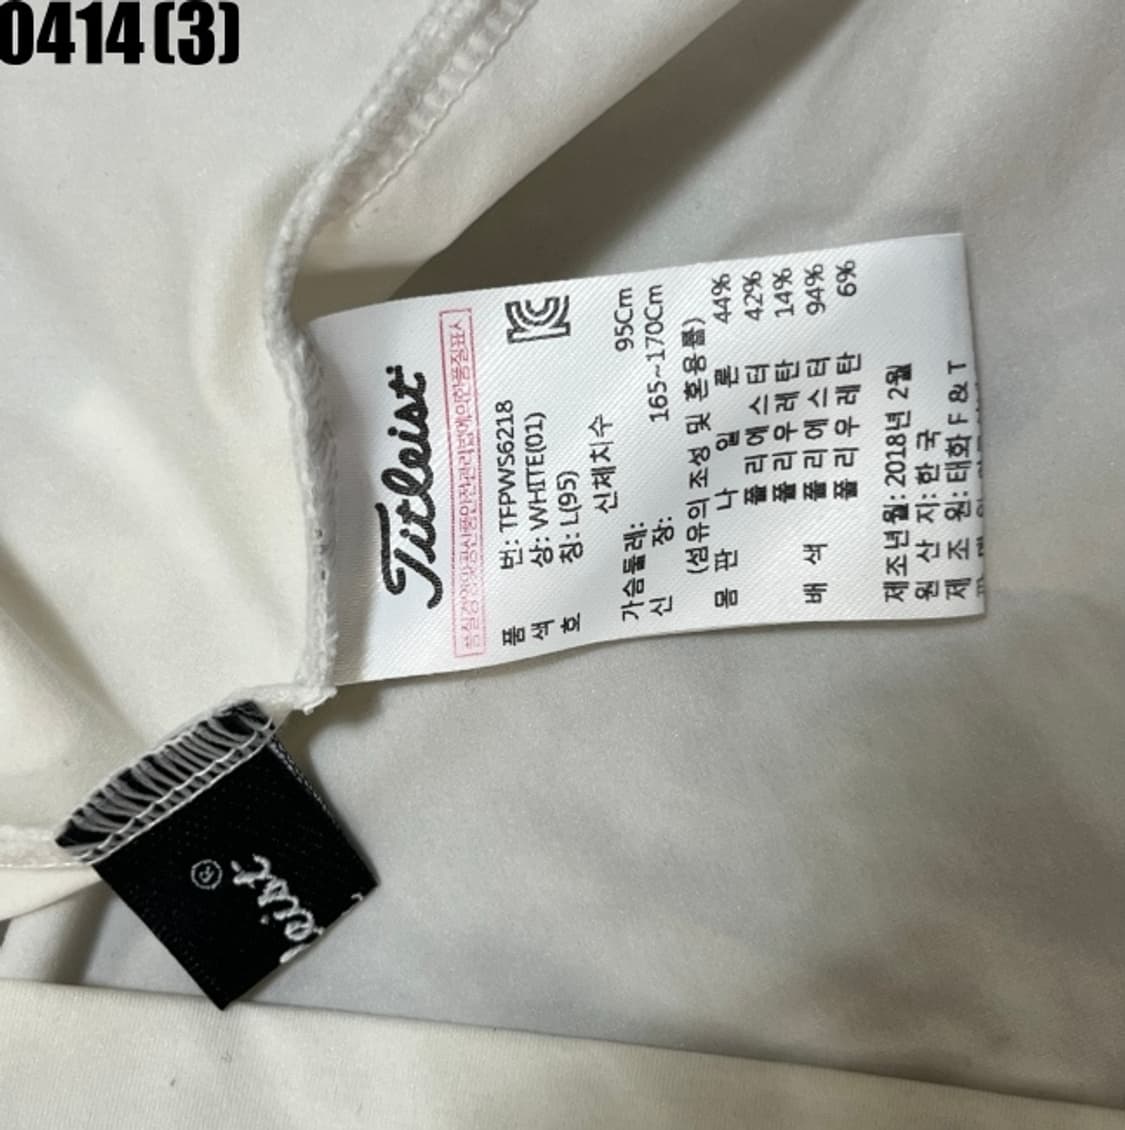 0414(3)
Titleist
품번: TFPWS6218
색상: WHITE(01)
호칭: L(95)
신체치수
가슴둘레: 95Cm
신장: 165~170Cm
(섬유의 조성 및 혼용률)
몸판 나일론 44%
폴리에스터 42%
폴리우레탄 14%
배색 폴리에스터 94%
폴리우레탄 6%
제조년월: 2018년 2월
원산지: 한국
제조원: 태화 F & T
®
leist